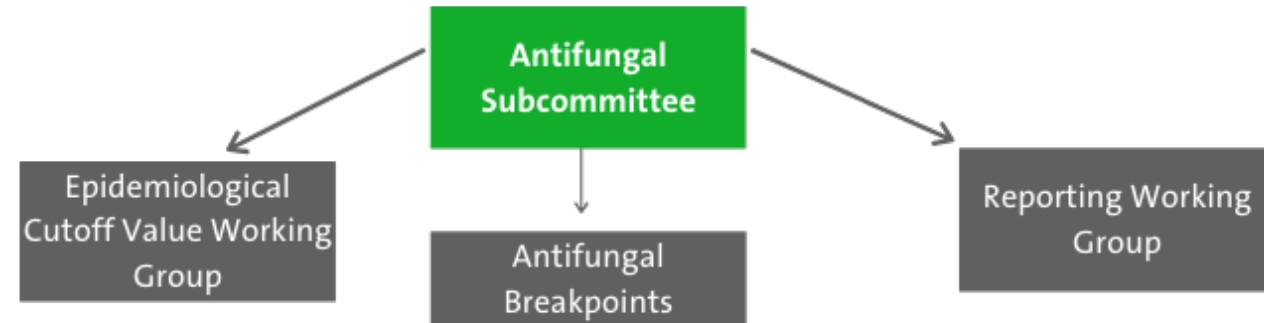 Antifungal
Subcommittee
Epidemiological
Cutoff Value Working
Group
Antifungal
Breakpoints
Reporting Working
Group